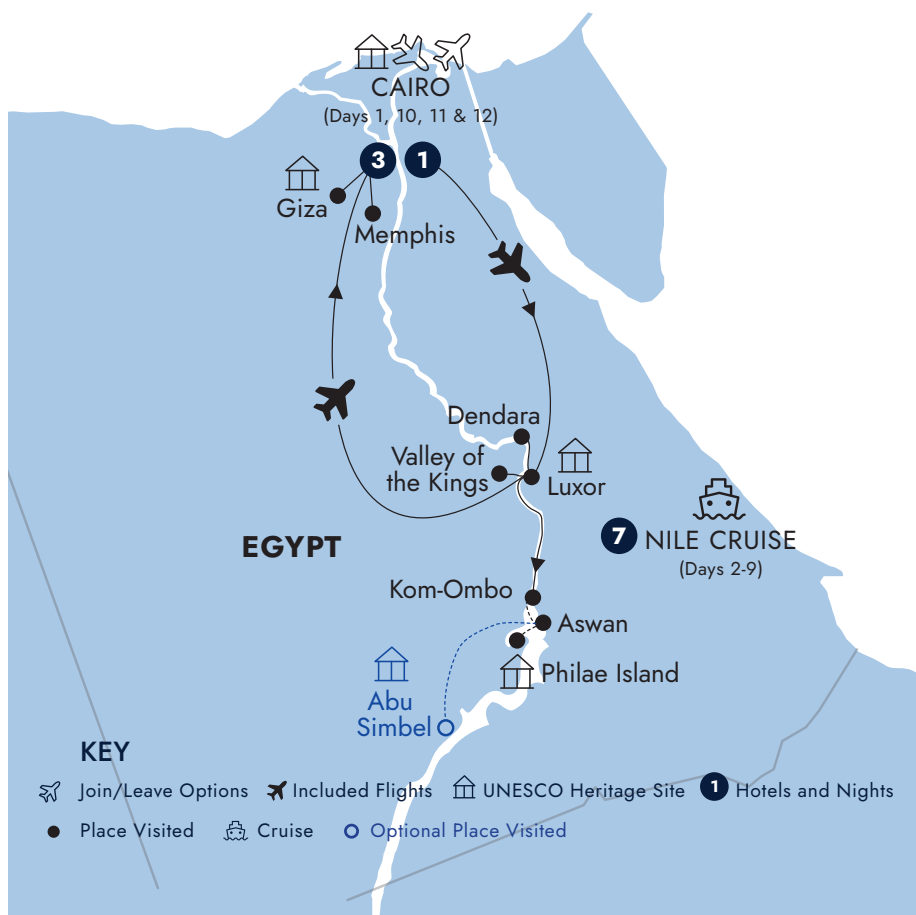 CAIRO
(Days 1, 10, 11 & 12)
3
1
Giza
Memphis
Dendara
Valley of
the Kings
Luxor
EGYPT
7
NILE CRUISE
(Days 2-9)
Kom-Ombo
Aswan
Philae Island
Abu
Simbel
KEY
Join/Leave Options
Included Flights
UNESCO Heritage Site
1
Hotels and Nights
Place Visited
Cruise
Optional Place Visited